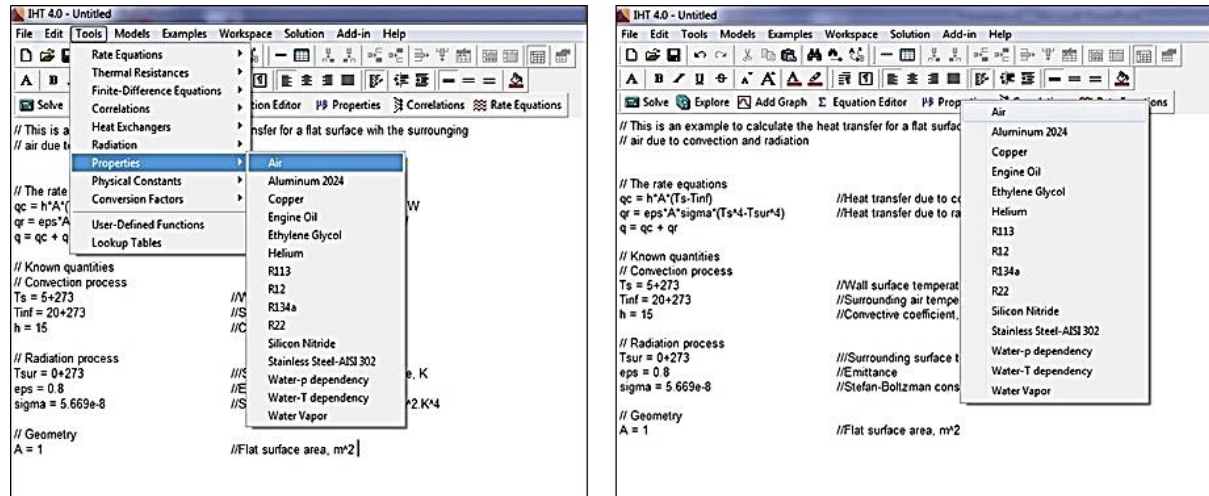 IHT 4.0 - Untitled
File Edit Tools Models Examples Workspace Solution Add-in Help
Rate Equations
Thermal Resistances
Finite-Difference Equations
Correlations
Heat Exchangers
Radiation
Properties
Physical Constants
Conversion Factors
User-Defined Functions
Lookup Tables
Air
Aluminum 2024
Copper
Engine Oil
Ethylene Glycol
Helium
R113
R12
R134a
R22
Silicon Nitride
Stainless Steel-AISI 302
Water-p dependency
Water-T dependency
Water Vapor
A B
Solve Editor Properties Correlations Rate Equations
// This is a for a flat surface wih the surrounging
// air due
// The rate
qc = h*A*(T
qr = eps*A
q = qc + q
// Known quantities
// Convection process
Ts = 5+273
Tinf = 20+273
h = 15
// Radiation process
Tsur = 0+273 K
eps = 0.8
sigma = 5.669e-8
// Geometry
A = 1 //Flat surface area, m^2
IHT 4.0 - Untitled
File Edit Tools Models Examples Workspace Solution Add-in Help
A B I U A A A
Solve Explore Add Graph Σ Equation Editor
// This is an example to calculate the heat transfer for a flat
// air due to convection and radiation
// The rate equations
qc = h*A*(Ts-Tinf) //Heat transfer due to
qr = eps*A*sigma*(Ts^4-Tsur^4) //Heat transfer due to
q = qc + qr
// Known quantities
// Convection process
Ts = 5+273 //Wall surface
Tinf = 20+273 //Surrounding air
h = 15 //Convective coefficient,
// Radiation process
Tsur = 0+273 ///Surrounding surface
eps = 0.8 //Emittance
sigma = 5.669e-8 //Stefan-Boltzman
// Geometry
A = 1 //Flat surface area, m^2
Air
Aluminum 2024
Copper
Engine Oil
Ethylene Glycol
Helium
R113
R12
R134a
R22
Silicon Nitride
Stainless Steel-AISI 302
Water-p dependency
Water-T dependency
Water Vapor